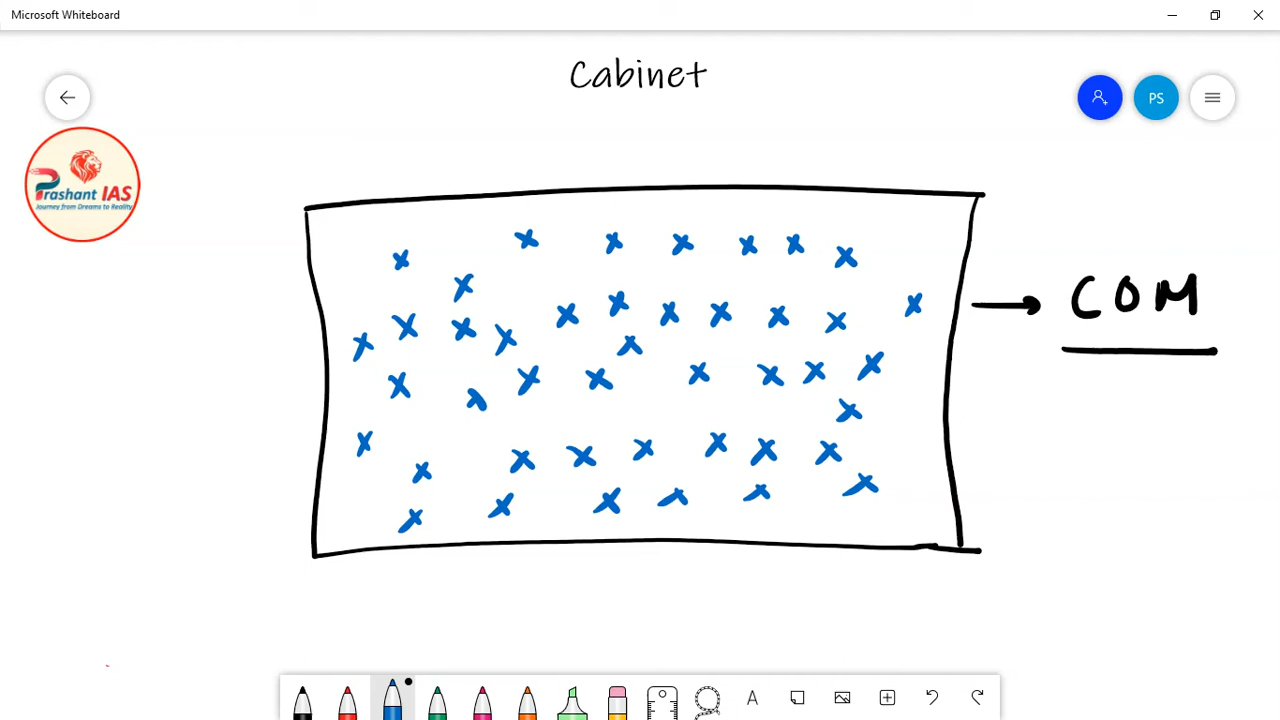 Microsoft Whiteboard
Cabinet
PS
Prashant IAS
Journey from Dreams to Reality
COM
A